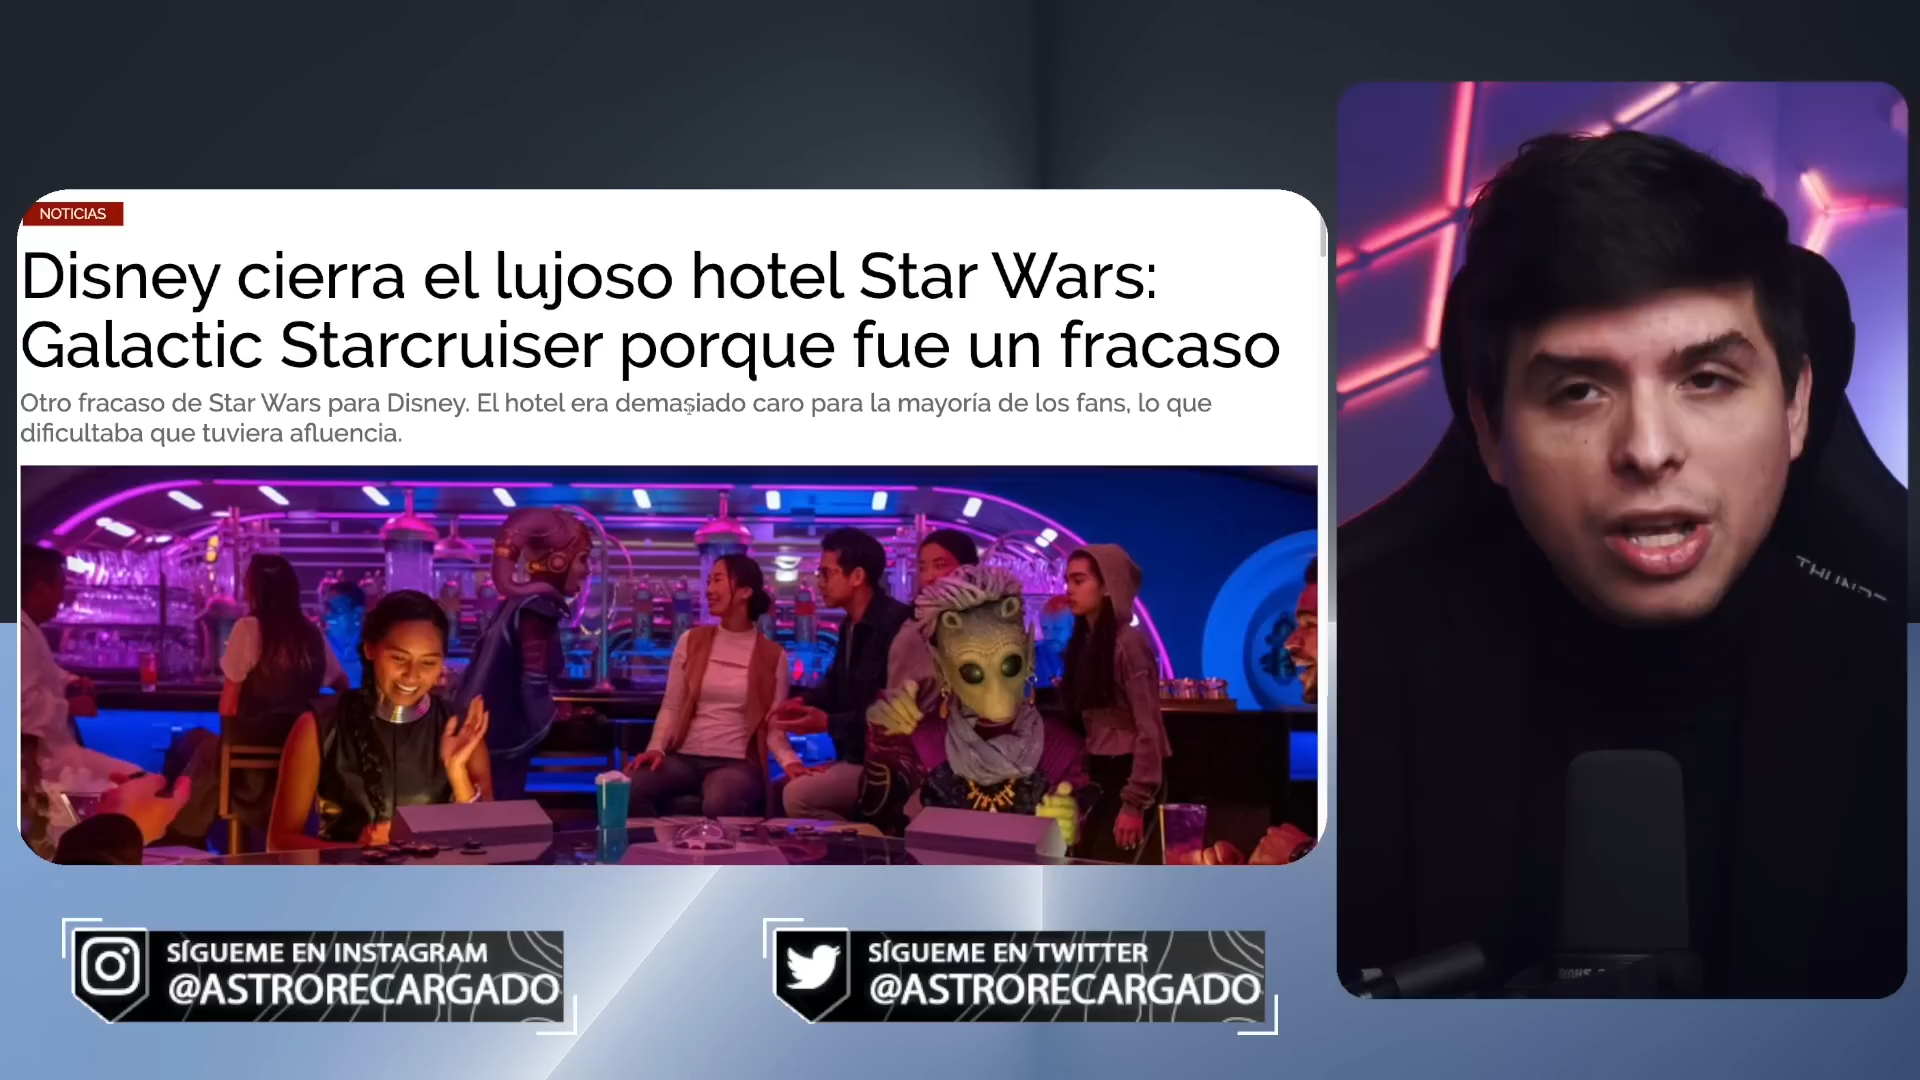 NOTICIAS
Disney cierra el lujoso hotel Star Wars:
Galactic Starcruiser porque fue un fracaso
Otro fracaso de Star Wars para Disney. El hotel era demasiado caro para la mayoría de los fans, lo que
dificultaba que tuviera afluencia.
SÍGUEME EN INSTAGRAM
@ASTRORECARGADO
SÍGUEME EN TWITTER
@ASTRORECARGADO